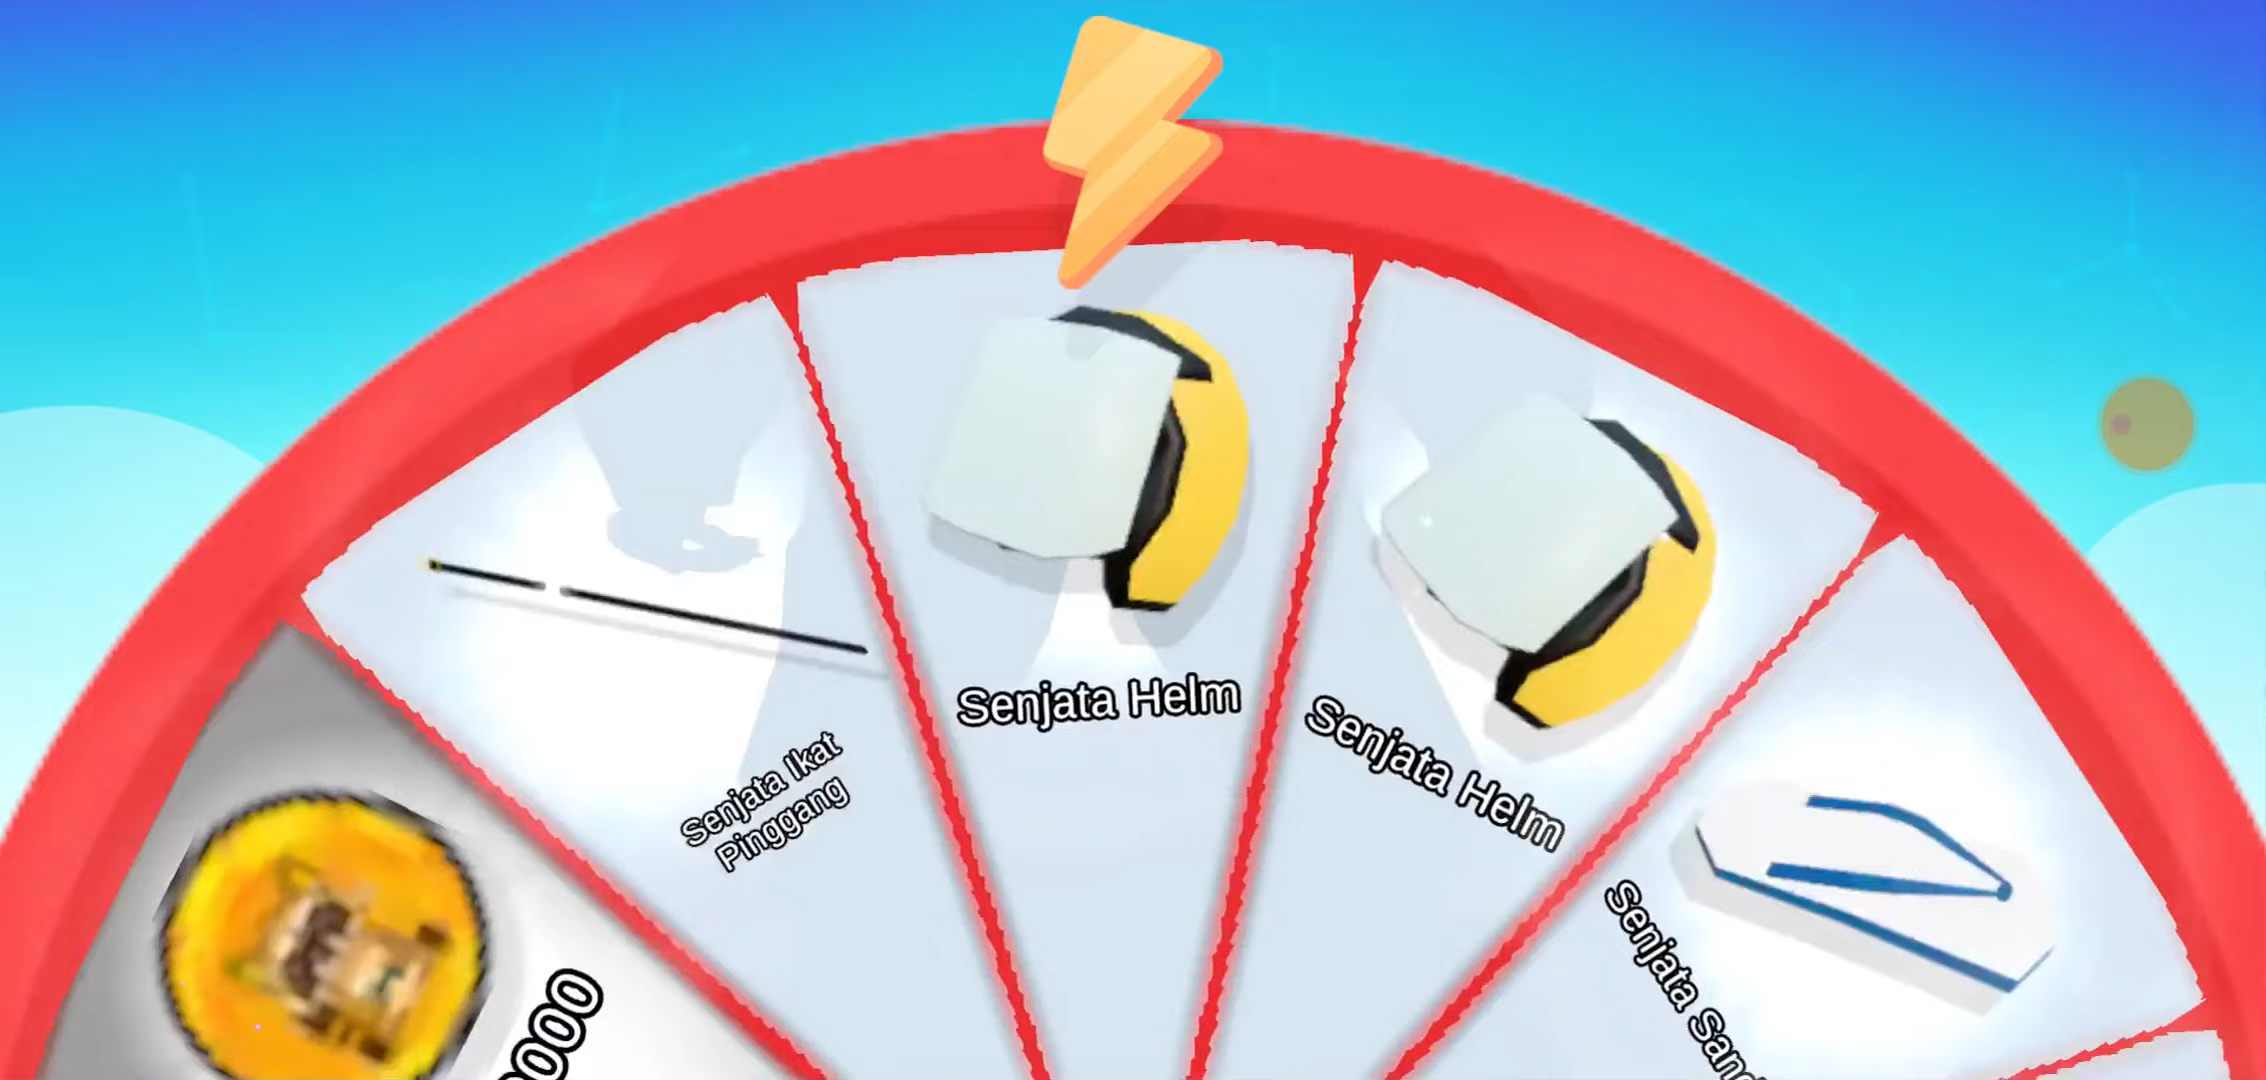 Senjata Ikat
Pinggang
Senjata Helm
Senjata Helm
Senjata